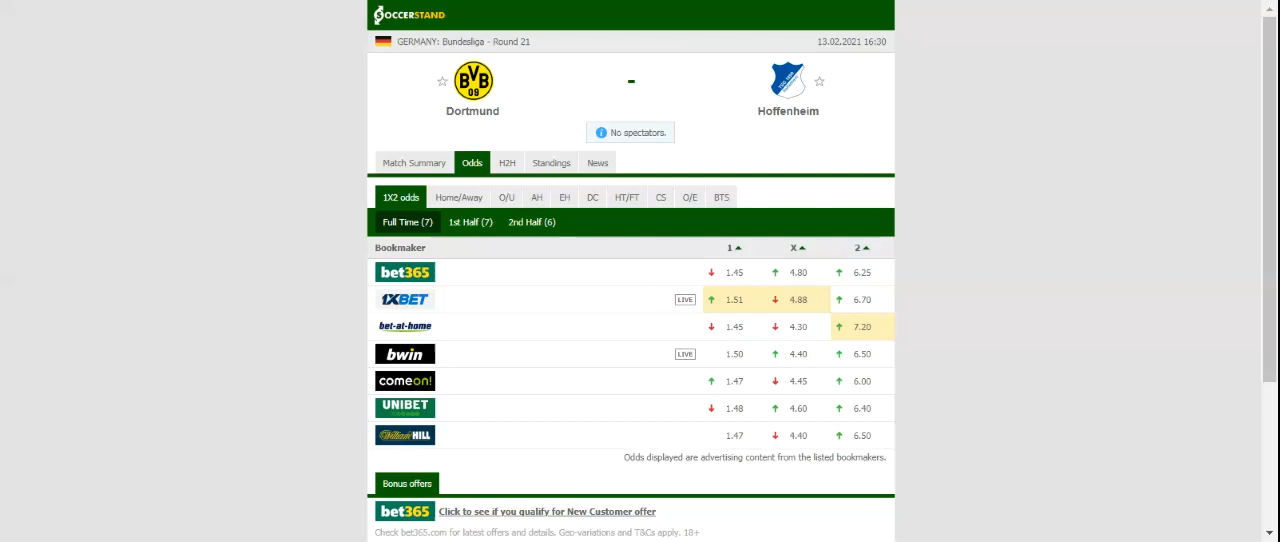 SOCCERSTAND
GERMANY: Bundesliga - Round 21 13.02.2021 16:30
BVB 09
-
Dortmund Hoffenheim
No spectators.
Match Summary Odds H2H Standings News
1X2 odds Home/Away O/U AH EH DC HT/FT CS O/E BTS
Full Time (7) 1st Half (7) 2nd Half (6)
Bookmaker 1 X 2
bet365 1.45 4.80 6.25
1XBET LIVE 1.51 4.88 6.70
bet-at-home 1.45 4.30 7.20
bwin LIVE 1.50 4.40 6.50
comeon! 1.47 4.45 6.00
UNIBET 1.48 4.60 6.40
William HILL 1.47 4.40 6.50
Odds displayed are advertising content from the listed bookmakers.
Bonus offers
bet365 Click to see if you qualify for New Customer offer
Check bet365.com for latest offers and details. Geo-variations and T&Cs apply. 18+